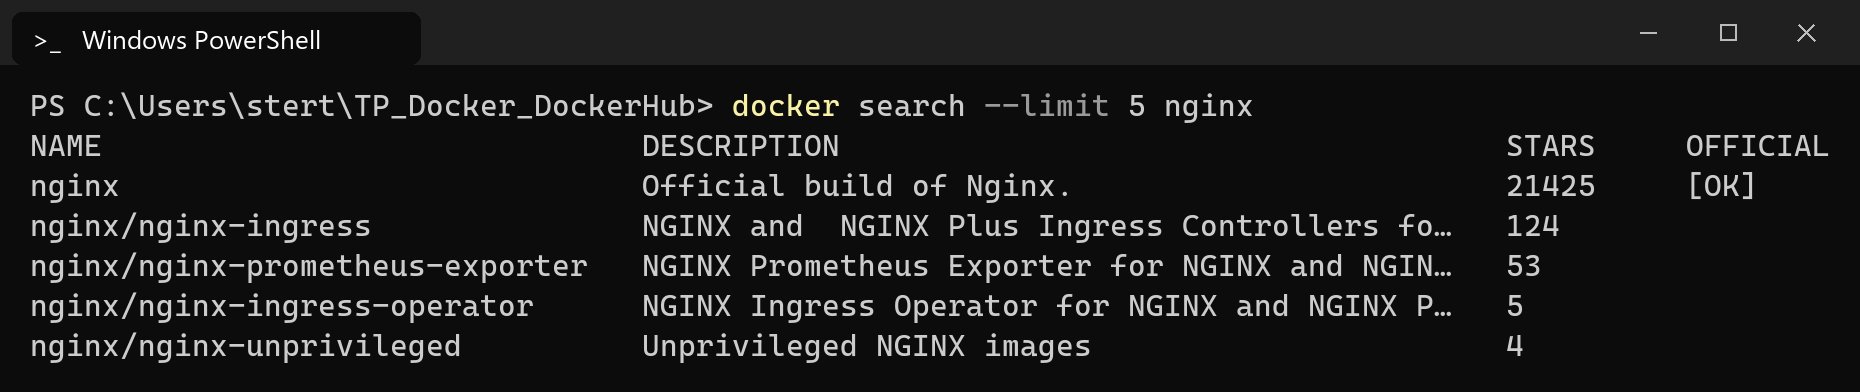 >_ Windows PowerShell
PS C:\Users\stert\TP_Docker_DockerHub> docker search --limit 5 nginx
NAME DESCRIPTION STARS OFFICIAL
nginx Official build of Nginx. 21425 [OK]
nginx/nginx-ingress NGINX and  NGINX Plus Ingress Controllers fo… 124
nginx/nginx-prometheus-exporter NGINX Prometheus Exporter for NGINX and NGIN… 53
nginx/nginx-ingress-operator NGINX Ingress Operator for NGINX and NGINX P… 5
nginx/nginx-unprivileged Unprivileged NGINX images 4